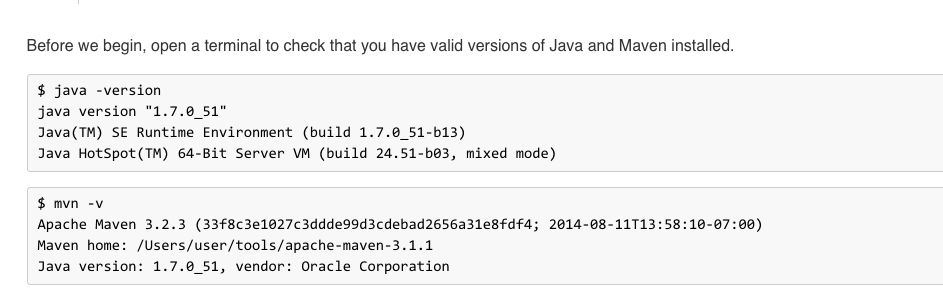 Before we begin, open a terminal to check that you have valid versions of Java and Maven installed.
$ java -version
java version "1.7.0_51"
Java(TM) SE Runtime Environment (build 1.7.0_51-b13)
Java HotSpot(TM) 64-Bit Server VM (build 24.51-b03, mixed mode)
$ mvn -v
Apache Maven 3.2.3 (33f8c3e1027c3ddde99d3cdebad2656a31e8fdf4; 2014-08-11T13:58:10-07:00)
Maven home: /Users/user/tools/apache-maven-3.1.1
Java version: 1.7.0_51, vendor: Oracle Corporation